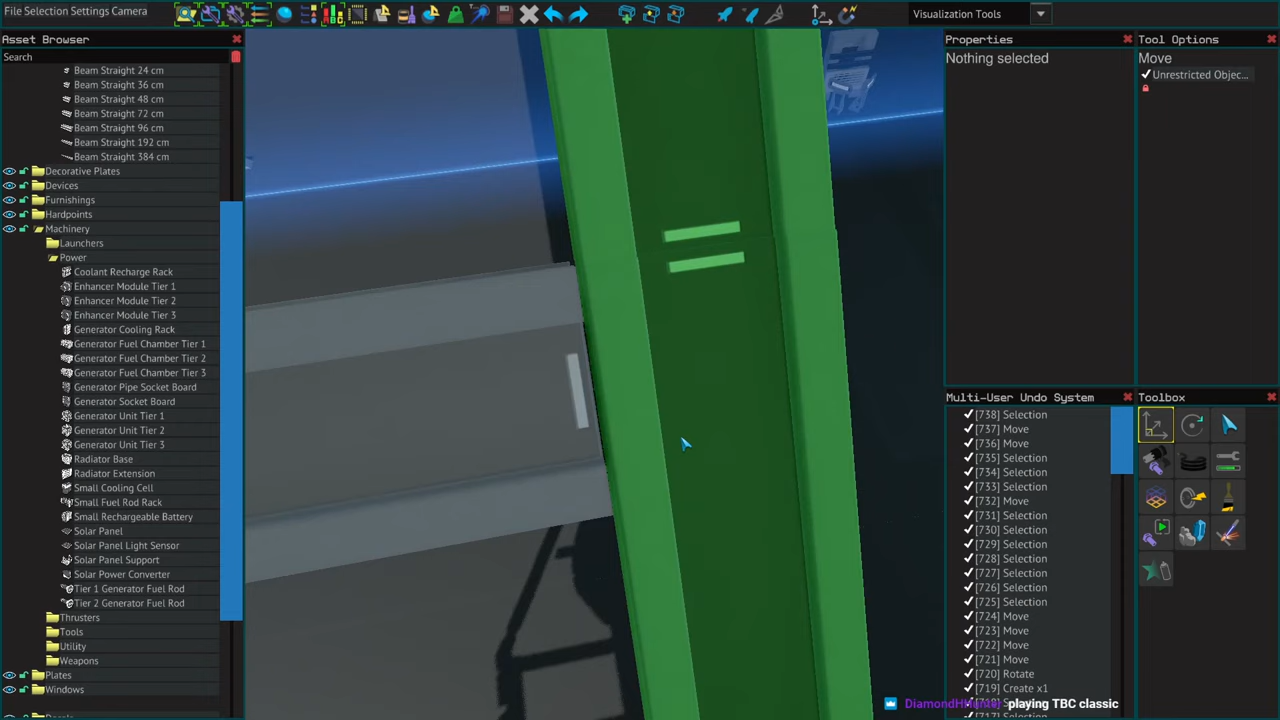 File Selection Settings Camera
Visualization Tools
Asset Browser
Search
Beam Straight 24 cm
Beam Straight 36 cm
Beam Straight 48 cm
Beam Straight 72 cm
Beam Straight 96 cm
Beam Straight 192 cm
Beam Straight 384 cm
Decorative Plates
Devices
Furnishings
Hardpoints
Machinery
Launchers
Power
Coolant Recharge Rack
Enhancer Module Tier 1
Enhancer Module Tier 2
Enhancer Module Tier 3
Generator Cooling Rack
Generator Fuel Chamber Tier 1
Generator Fuel Chamber Tier 2
Generator Fuel Chamber Tier 3
Generator Pipe Socket Board
Generator Socket Board
Generator Unit Tier 1
Generator Unit Tier 2
Generator Unit Tier 3
Radiator Base
Radiator Extension
Small Cooling Cell
Small Fuel Rod Rack
Small Rechargeable Battery
Solar Panel
Solar Panel Light Sensor
Solar Panel Support
Solar Power Converter
Tier 1 Generator Fuel Rod
Tier 2 Generator Fuel Rod
Thrusters
Tools
Utility
Weapons
Plates
Windows
Properties
Nothing selected
Tool Options
Move
Unrestricted Objec...
Multi-User Undo System
[738] Selection
[737] Move
[736] Move
[735] Selection
[734] Selection
[733] Selection
[732] Move
[731] Selection
[730] Selection
[729] Selection
[728] Selection
[727] Selection
[726] Selection
[725] Selection
[724] Move
[723] Move
[722] Move
[721] Move
[720] Rotate
[719] Create x1
Toolbox
playing TBC classic